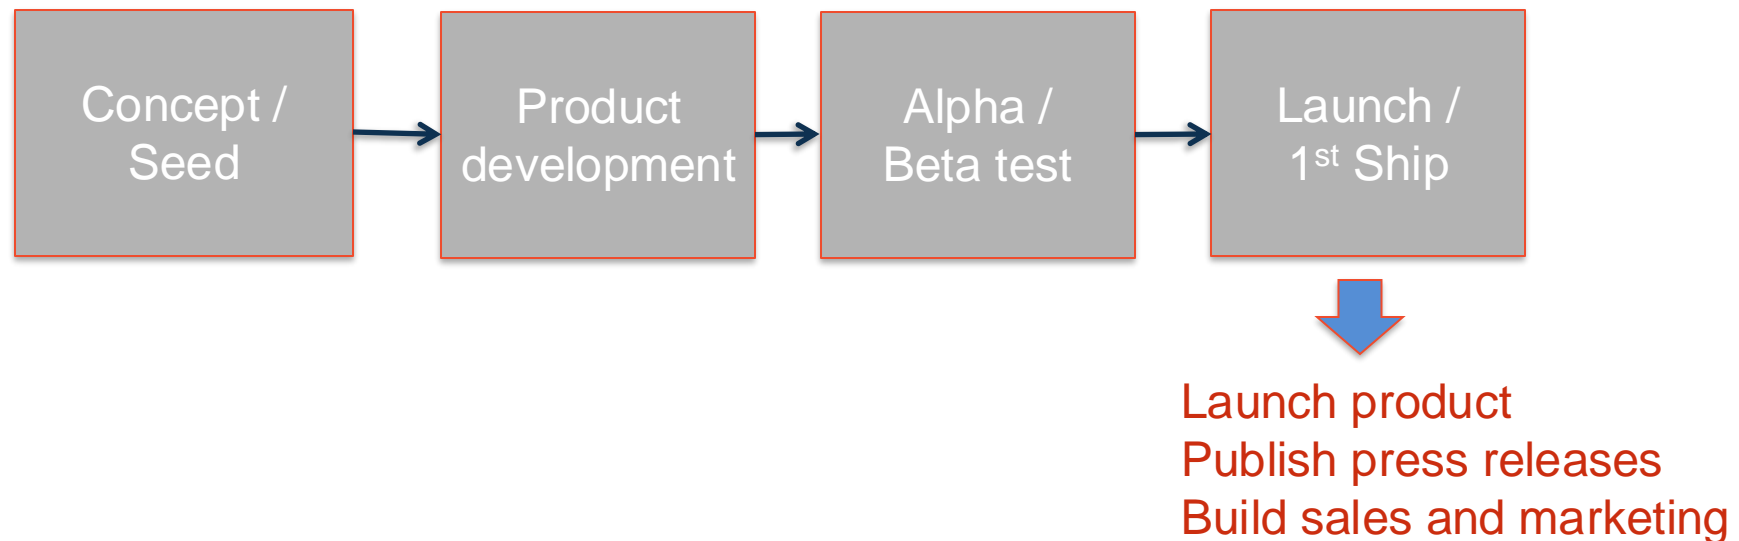 Concept /
Seed
Product
development
Alpha /
Beta test
Launch /
1st Ship
Launch product
Publish press releases
Build sales and marketing